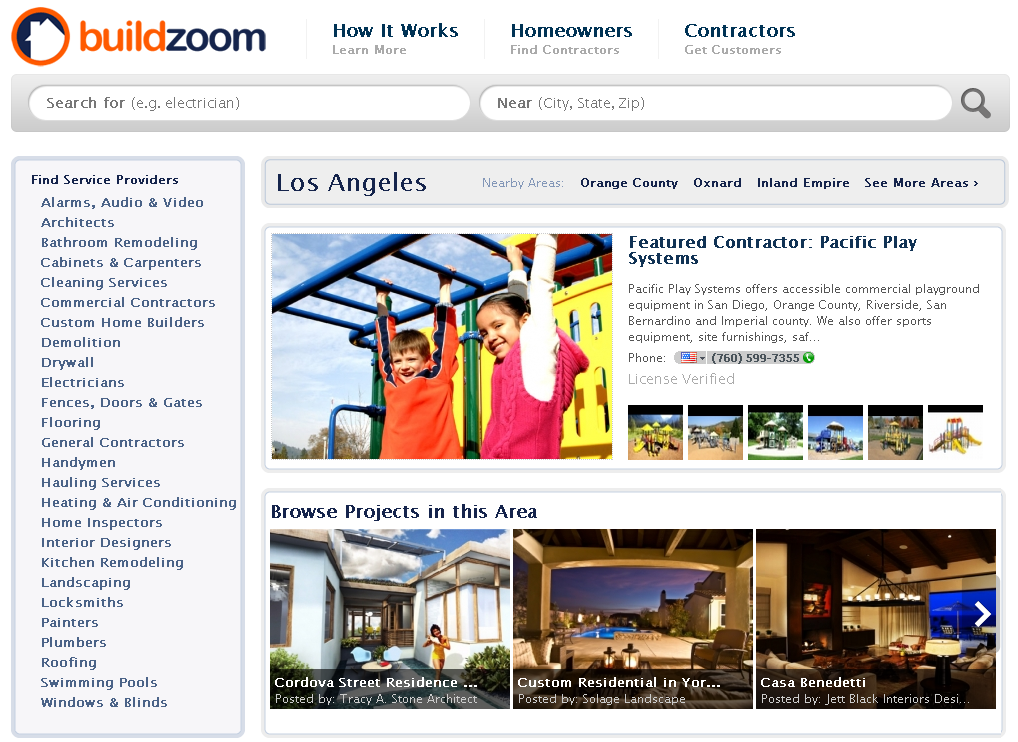 buildzoom
How It Works
Learn More
Homeowners
Find Contractors
Contractors
Get Customers
Search for (e.g. electrician)
Near (City, State, Zip)
Find Service Providers
Alarms, Audio & Video
Architects
Bathroom Remodeling
Cabinets & Carpenters
Cleaning Services
Commercial Contractors
Custom Home Builders
Demolition
Drywall
Electricians
Fences, Doors & Gates
Flooring
General Contractors
Handymen
Hauling Services
Heating & Air Conditioning
Home Inspectors
Interior Designers
Kitchen Remodeling
Landscaping
Locksmiths
Painters
Plumbers
Roofing
Swimming Pools
Windows & Blinds
Los Angeles
Nearby Areas: Orange County Oxnard Inland Empire See More Areas ›
Featured Contractor: Pacific Play
Systems
Pacific Play Systems offers accessible commercial playground
equipment in San Diego, Orange County, Riverside, San
Bernardino and Imperial county. We also offer sports
equipment, site furnishings, saf...
Phone: (760) 599-7355
License Verified
Browse Projects in this Area
Cordova Street Residence ...
Posted by: Tracy A. Stone Architect
Custom Residential in Yor...
Posted by: Solage Landscape
Casa Benedetti
Posted by: Jett Black Interiors Desi...